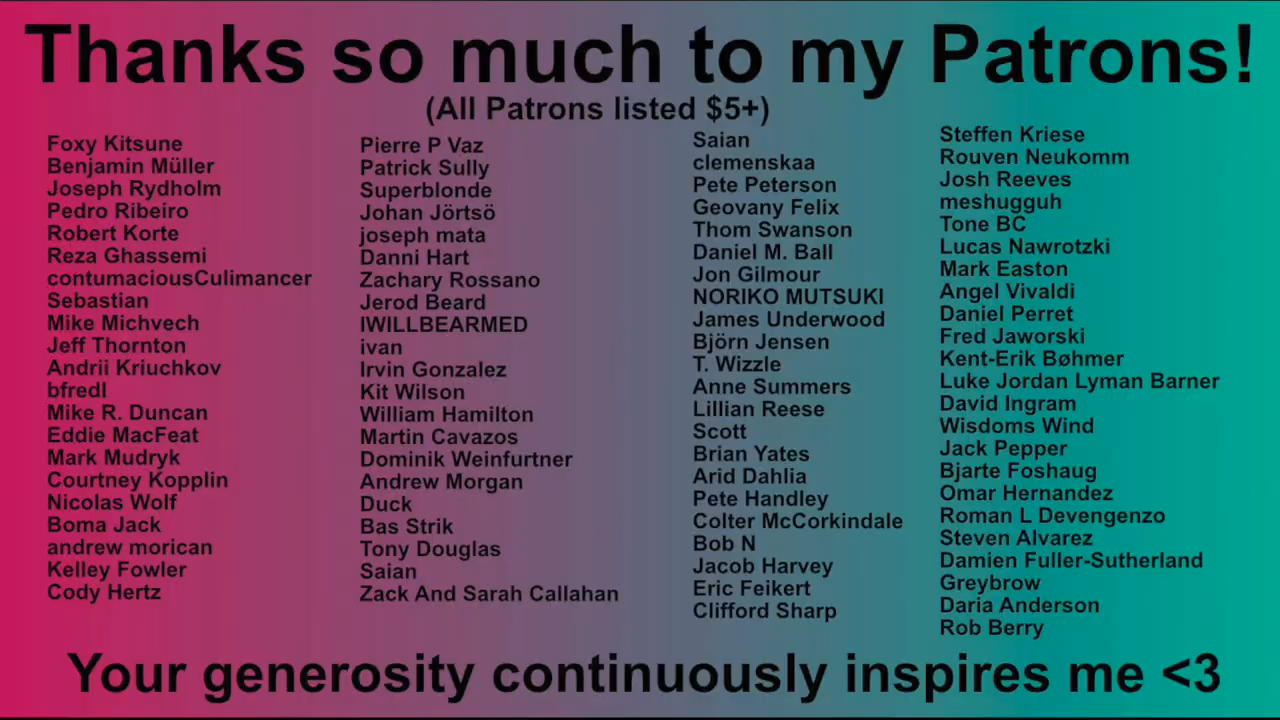 Thanks so much to my Patrons!
(All Patrons listed $5+)
Foxy Kitsune
Benjamin Müller
Joseph Rydholm
Pedro Ribeiro
Robert Korte
Reza Ghassemi
contumaciousCulimancer
Sebastian
Mike Michvech
Jeff Thornton
Andrii Kriuchkov
bfredl
Mike R. Duncan
Eddie MacFeat
Mark Mudryk
Courtney Kopplin
Nicolas Wolf
Boma Jack
andrew morican
Kelley Fowler
Cody Hertz
Pierre P Vaz
Patrick Sully
Superblonde
Johan Jörtsö
joseph mata
Danni Hart
Zachary Rossano
Jerod Beard
IWILLBEARMED
ivan
Irvin Gonzalez
Kit Wilson
William Hamilton
Martin Cavazos
Dominik Weinfurtner
Andrew Morgan
Duck
Bas Strik
Tony Douglas
Saian
Zack And Sarah Callahan
Saian
clemenskaa
Pete Peterson
Geovany Felix
Thom Swanson
Daniel M. Ball
Jon Gilmour
NORIKO MUTSUKI
James Underwood
Björn Jensen
T. Wizzle
Anne Summers
Lillian Reese
Scott
Brian Yates
Arid Dahlia
Pete Handley
Colter McCorkindale
Bob N
Jacob Harvey
Eric Feikert
Clifford Sharp
Steffen Kriese
Rouven Neukomm
Josh Reeves
meshugguh
Tone BC
Lucas Nawrotzki
Mark Easton
Angel Vivaldi
Daniel Perret
Fred Jaworski
Kent-Erik Bøhmer
Luke Jordan Lyman Barner
David Ingram
Wisdoms Wind
Jack Pepper
Bjarte Foshaug
Omar Hernandez
Roman L Devengenzo
Steven Alvarez
Damien Fuller-Sutherland
Greybrow
Daria Anderson
Rob Berry
Your generosity continuously inspires me <3